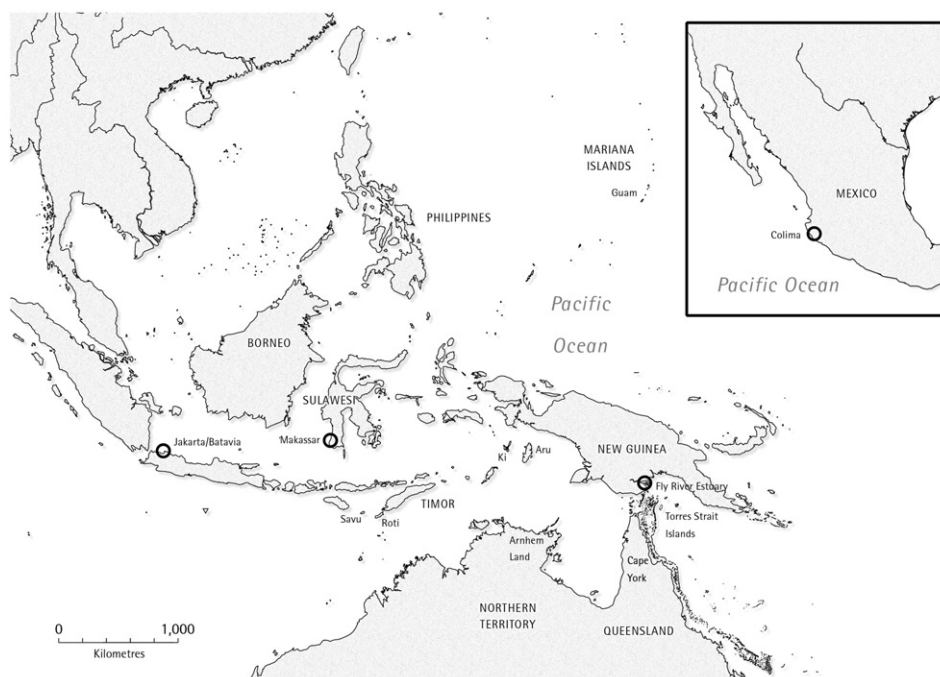 MARIANA
ISLANDS
Guam
PHILIPPINES
MEXICO
Colima
Pacific Ocean
Pacific
Ocean
BORNEO
SULAWESI
Jakarta/Batavia
Makassar
Ki
Aru
NEW GUINEA
Fly River Estuary
Savu
Roti
TIMOR
Torres Strait
Islands
Arnhem
Land
Cape
York
NORTHERN
TERRITORY
QUEENSLAND
0 1,000
Kilometres